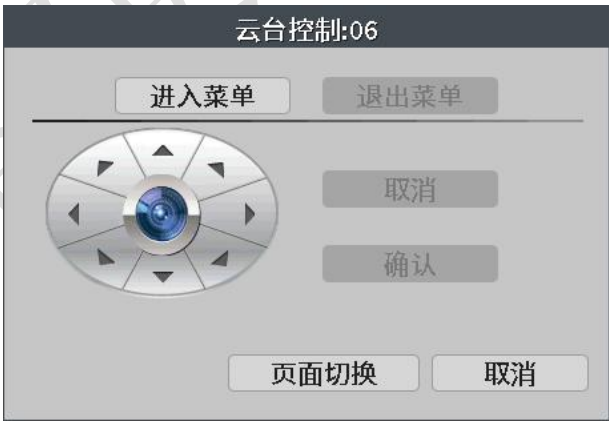 云台控制:06
进入菜单 退出菜单
取消
确认
页面切换 取消